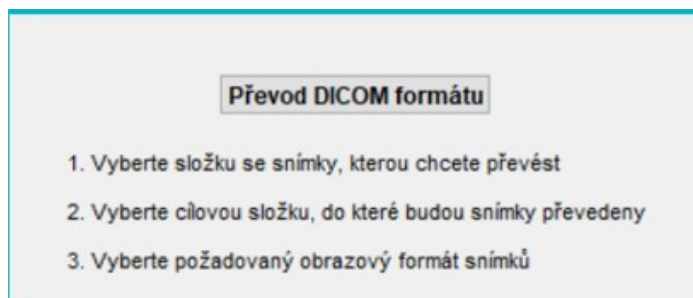 Převod DICOM formátu
1. Vyberte složku se snímky, kterou chcete převést
2. Vyberte cílovou složku, do které budou snímky převedeny
3. Vyberte požadovaný obrazový formát snímků